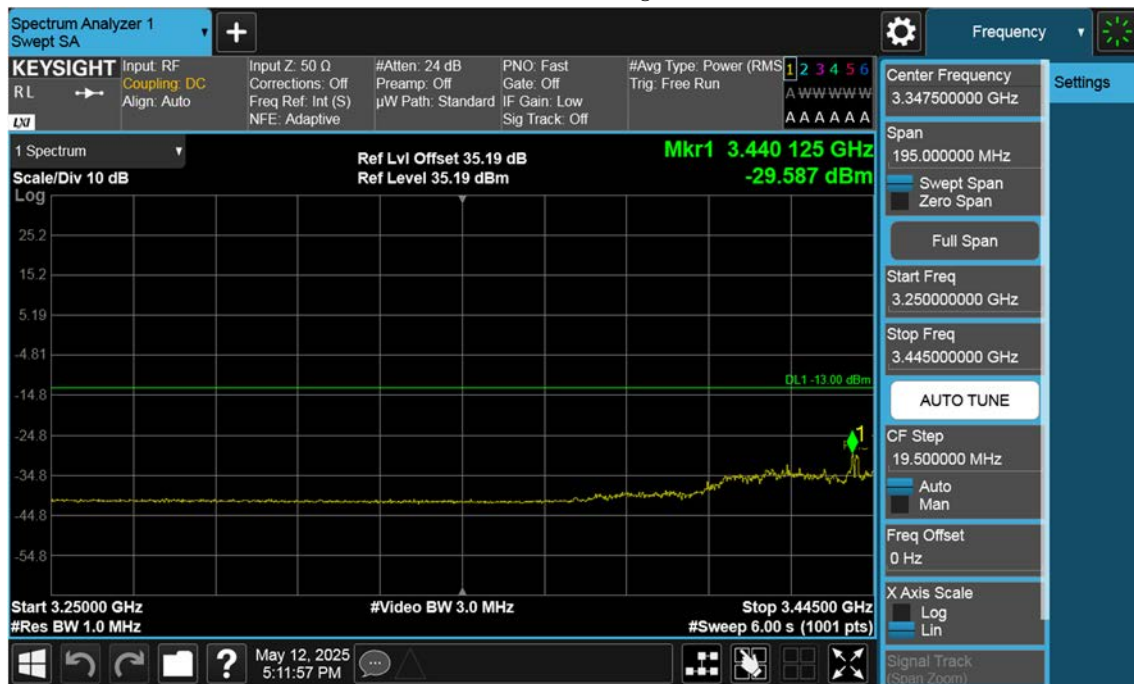 Spectrum Analyzer 1
Swept SA
Frequency
KEYSIGHT
RL
LXI
Input: RF
Coupling: DC
Align: Auto
Input Z: 50 Ω
Corrections: Off
Freq Ref: Int (S)
NFE: Adaptive
#Atten: 24 dB
Preamp: Off
µW Path: Standard
PNO: Fast
Gate: Off
IF Gain: Low
Sig Track: Off
#Avg Type: Power (RMS
Trig: Free Run
1 2 3 4 5 6
A W W W W W
A A A A A A
1 Spectrum
Scale/Div 10 dB
Log
Ref Lvl Offset 35.19 dB
Ref Level 35.19 dBm
Mkr1 3.440 125 GHz
-29.587 dBm
25.2
15.2
5.19
-4.81
DL1 -13.00 dBm
-14.8
-24.8
1
-34.8
-44.8
-54.8
Start 3.25000 GHz
#Video BW 3.0 MHz
Stop 3.44500 GHz
#Res BW 1.0 MHz
#Sweep 6.00 s (1001 pts)
?
May 12, 2025
5:11:57 PM
Center Frequency
3.347500000 GHz
Settings
Span
195.000000 MHz
Swept Span
Zero Span
Full Span
Start Freq
3.250000000 GHz
Stop Freq
3.445000000 GHz
AUTO TUNE
CF Step
19.500000 MHz
Auto
Man
Freq Offset
0 Hz
X Axis Scale
Log
Lin
Signal Track
(Span Zoom)